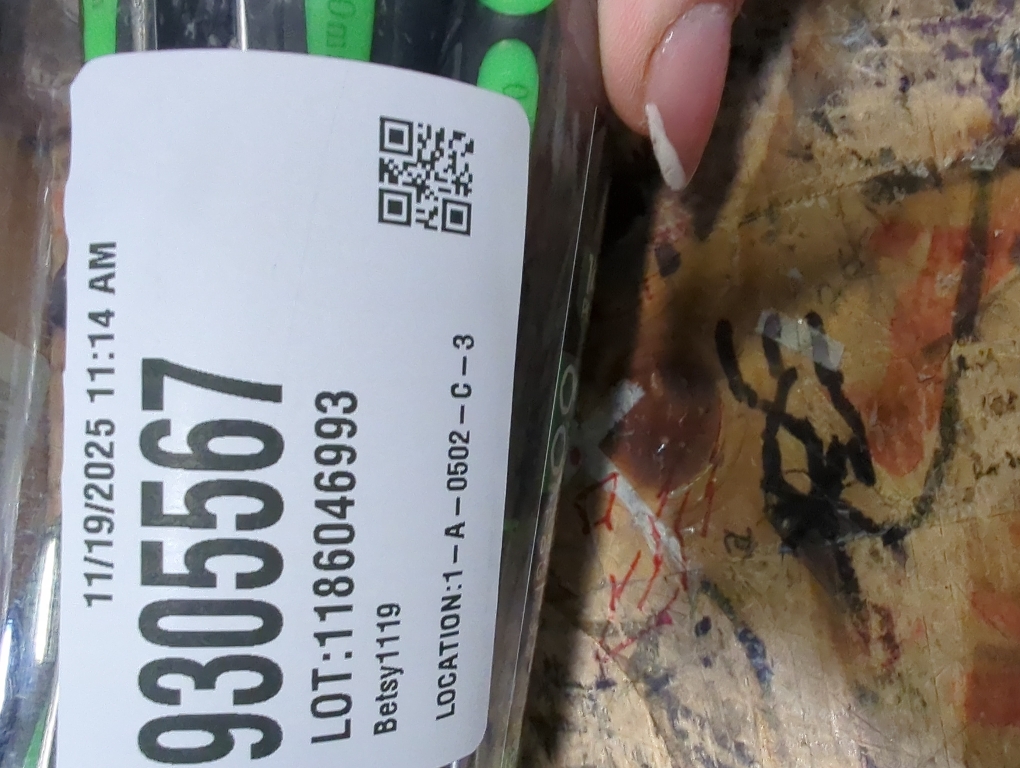 11/19/2025 11:14 AM
9305567
LOT:1186046993
Betsy1119
LOCATION:1-A-0502-C-3